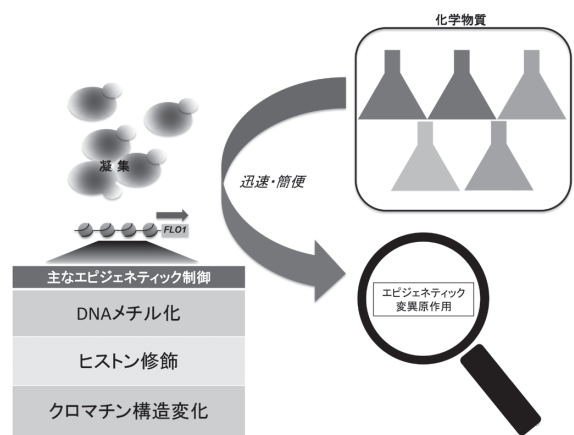 化学物質
凝集
迅速・簡便
FLO1
主なエピジェネティック制御
DNAメチル化
ヒストン修飾
クロマチン構造変化
エピジェネティック
変異原作用